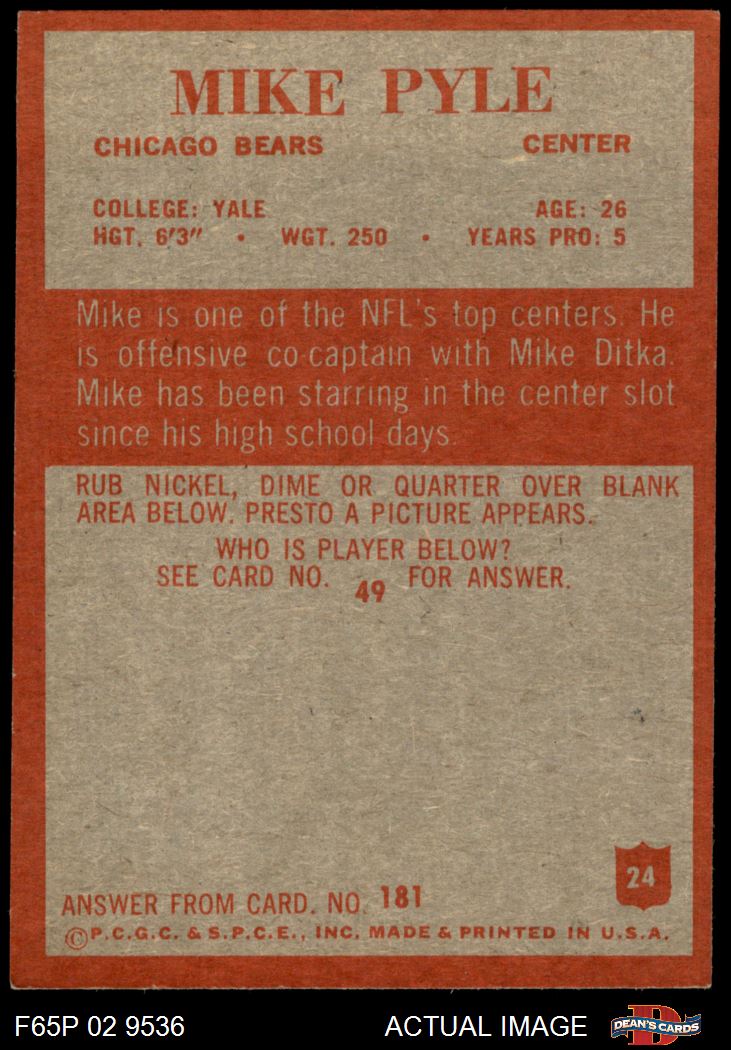 MIKE PYLE
CHICAGO BEARS CENTER
COLLEGE: YALE AGE: 26
HGT. 6'3" • WGT. 250 • YEARS PRO: 5
Mike is one of the NFL's top centers. He
is offensive co-captain with Mike Ditka.
Mike has been starring in the center slot
since his high school days.
RUB NICKEL, DIME OR QUARTER OVER BLANK
AREA BELOW. PRESTO A PICTURE APPEARS.
WHO IS PLAYER BELOW?
SEE CARD NO. 49 FOR ANSWER.
24
ANSWER FROM CARD. NO. 181
©P.C.G.C. & S.P.C.E., INC. MADE & PRINTED IN U.S.A.
F65P 02 9536 ACTUAL IMAGE D DEAN'S CARDS